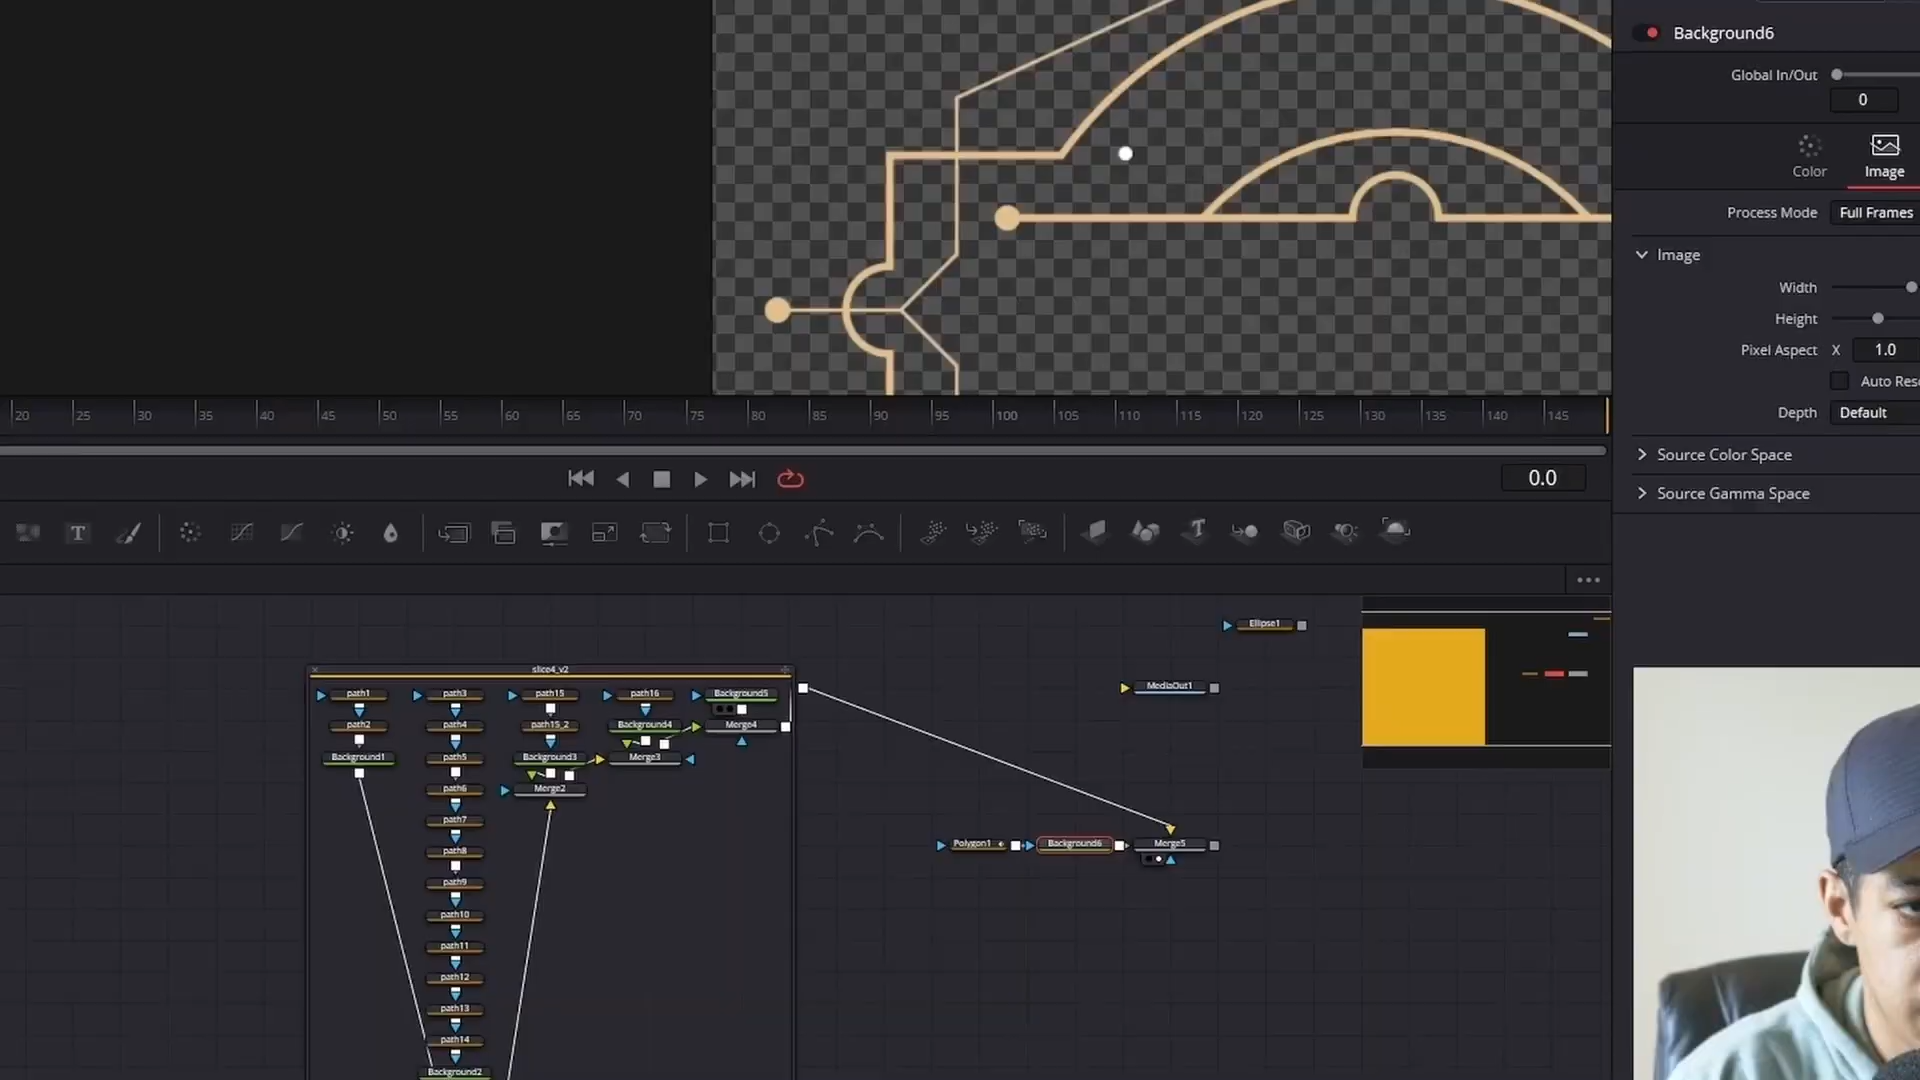 Background6
Global In/Out
0
Color
Image
Process Mode
Full Frames
Image
Width
Height
Pixel Aspect
X
1.0
Auto Reso
Depth
Default
Source Color Space
Source Gamma Space
20 25 30 35 40 45 50 55 60 65 70 75 80 85 90 95 100 105 110 115 120 125 130 135 140 145
0.0
T
T
Ellipse1
slice4_v2
path1 path3 path15 path16 Background5
MediaOut1
path2 path4 path15_2 Background4 Merge4
Background1 path5 Background3 Merge3
path6 Merge2
path7
Polygon1 Background6 Merge5
path8
path9
path10
path11
path12
path13
path14
Background2